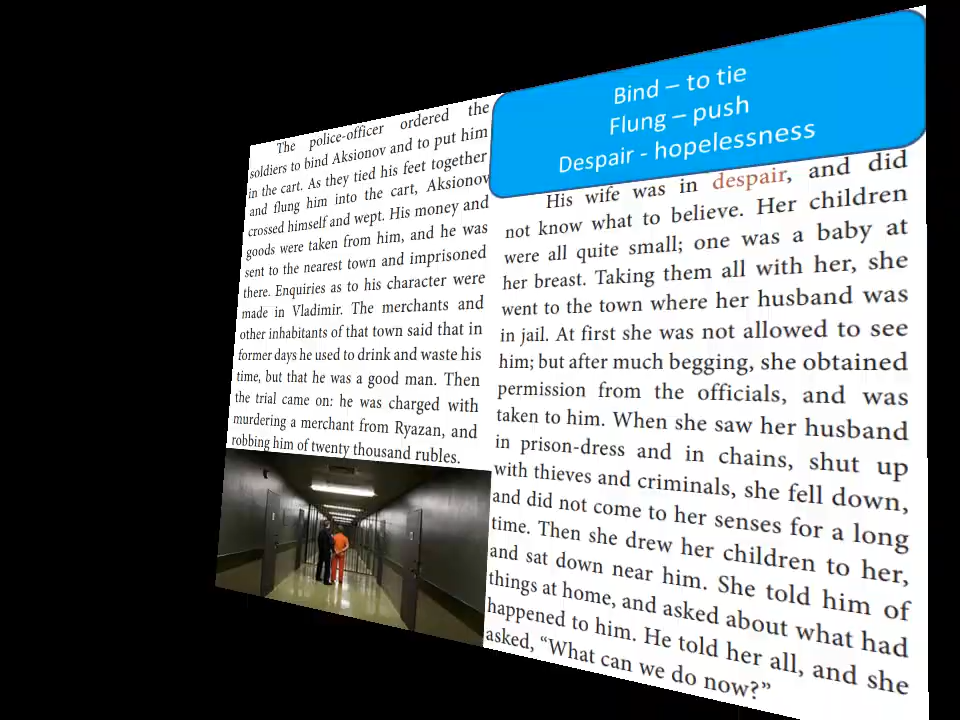 The police-officer ordered the
soldiers to bind Aksionov and to put him
in the cart. As they tied his feet together
and flung him into the cart, Aksionov
crossed himself and wept. His money and
goods were taken from him, and he was
sent to the nearest town and imprisoned
there. Enquiries as to his character were
made in Vladimir. The merchants and
other inhabitants of that town said that in
former days he used to drink and waste his
time, but that he was a good man. Then
the trial came on: he was charged with
murdering a merchant from Ryazan, and
robbing him of twenty thousand rubles.
Bind – to tie
Flung – push
Despair - hopelessness
His wife was in despair, and did
not know what to believe. Her children
were all quite small; one was a baby at
her breast. Taking them all with her, she
went to the town where her husband was
in jail. At first she was not allowed to see
him; but after much begging, she obtained
permission from the officials, and was
taken to him. When she saw her husband
in prison-dress and in chains, shut up
with thieves and criminals, she fell down,
and did not come to her senses for a long
time. Then she drew her children to her,
and sat down near him. She told him of
things at home, and asked about what had
happened to him. He told her all, and she
asked, “What can we do now?”